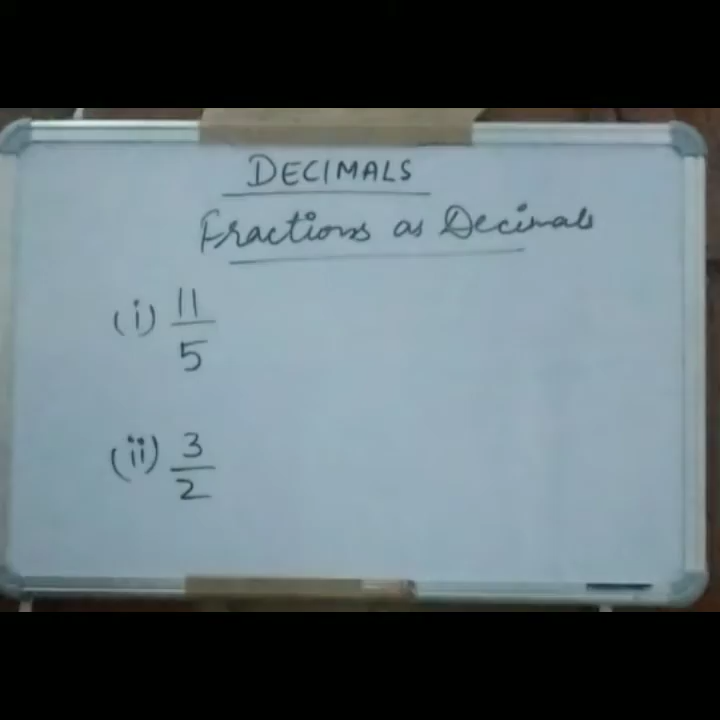 DECIMALS
Fractions as Decimals
(i) 11/5
(ii) 3/2